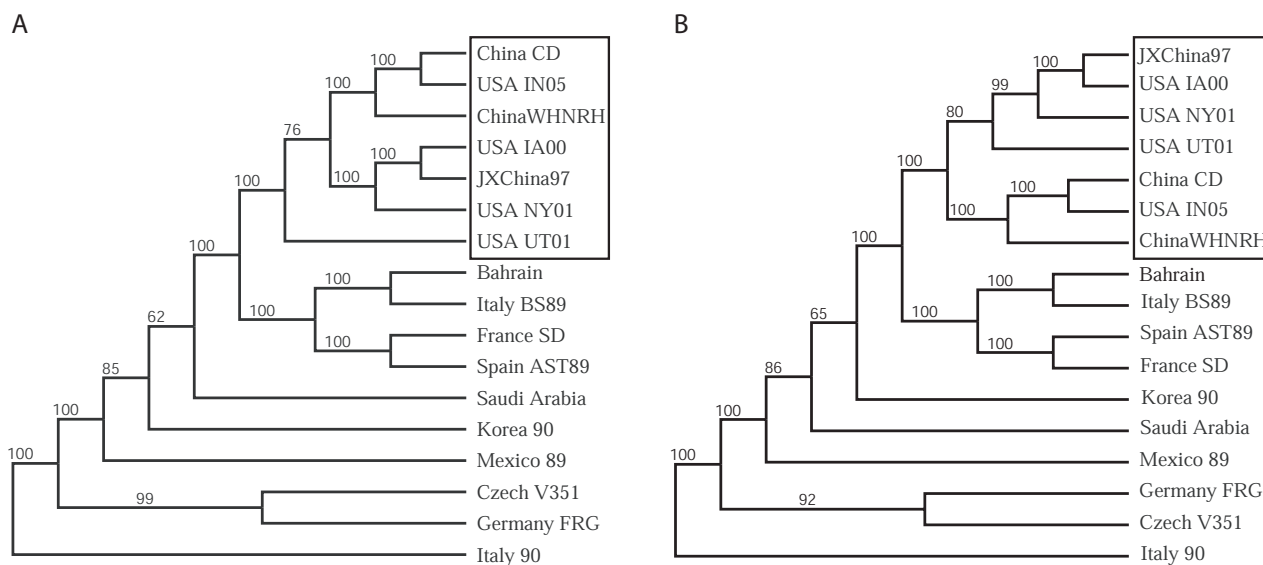 A
100
China CD
100
USA IN05
100
ChinaWHNRH
76
USA IA00
100
JXChina97
100
USA NY01
100
USA UT01
100
Bahrain
100
Italy BS89
100
France SD
62
100
Spain AST89
85
Saudi Arabia
100
Korea 90
100
Mexico 89
99
Czech V351
Germany FRG
Italy 90
B
100
JXChina97
99
USA IA00
80
USA NY01
100
USA UT01
100
China CD
100
USA IN05
100
ChinaWHNRH
100
Bahrain
65
100
Italy BS89
100
Spain AST89
86
France SD
100
Korea 90
100
Saudi Arabia
Mexico 89
92
Germany FRG
Czech V351
Italy 90